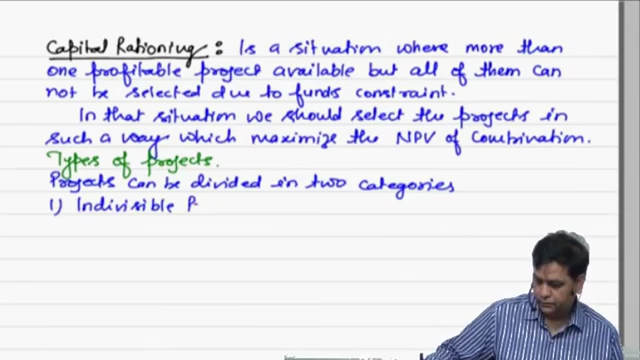 Capital Rationing : Is a situation where more than
one profitable project available but all of them can
not be selected due to funds constraint.
In that situation we should select the projects in
such a way which maximize the NPV of Combination.
Types of projects.
Projects can be divided in two categories
1) Indivisible P